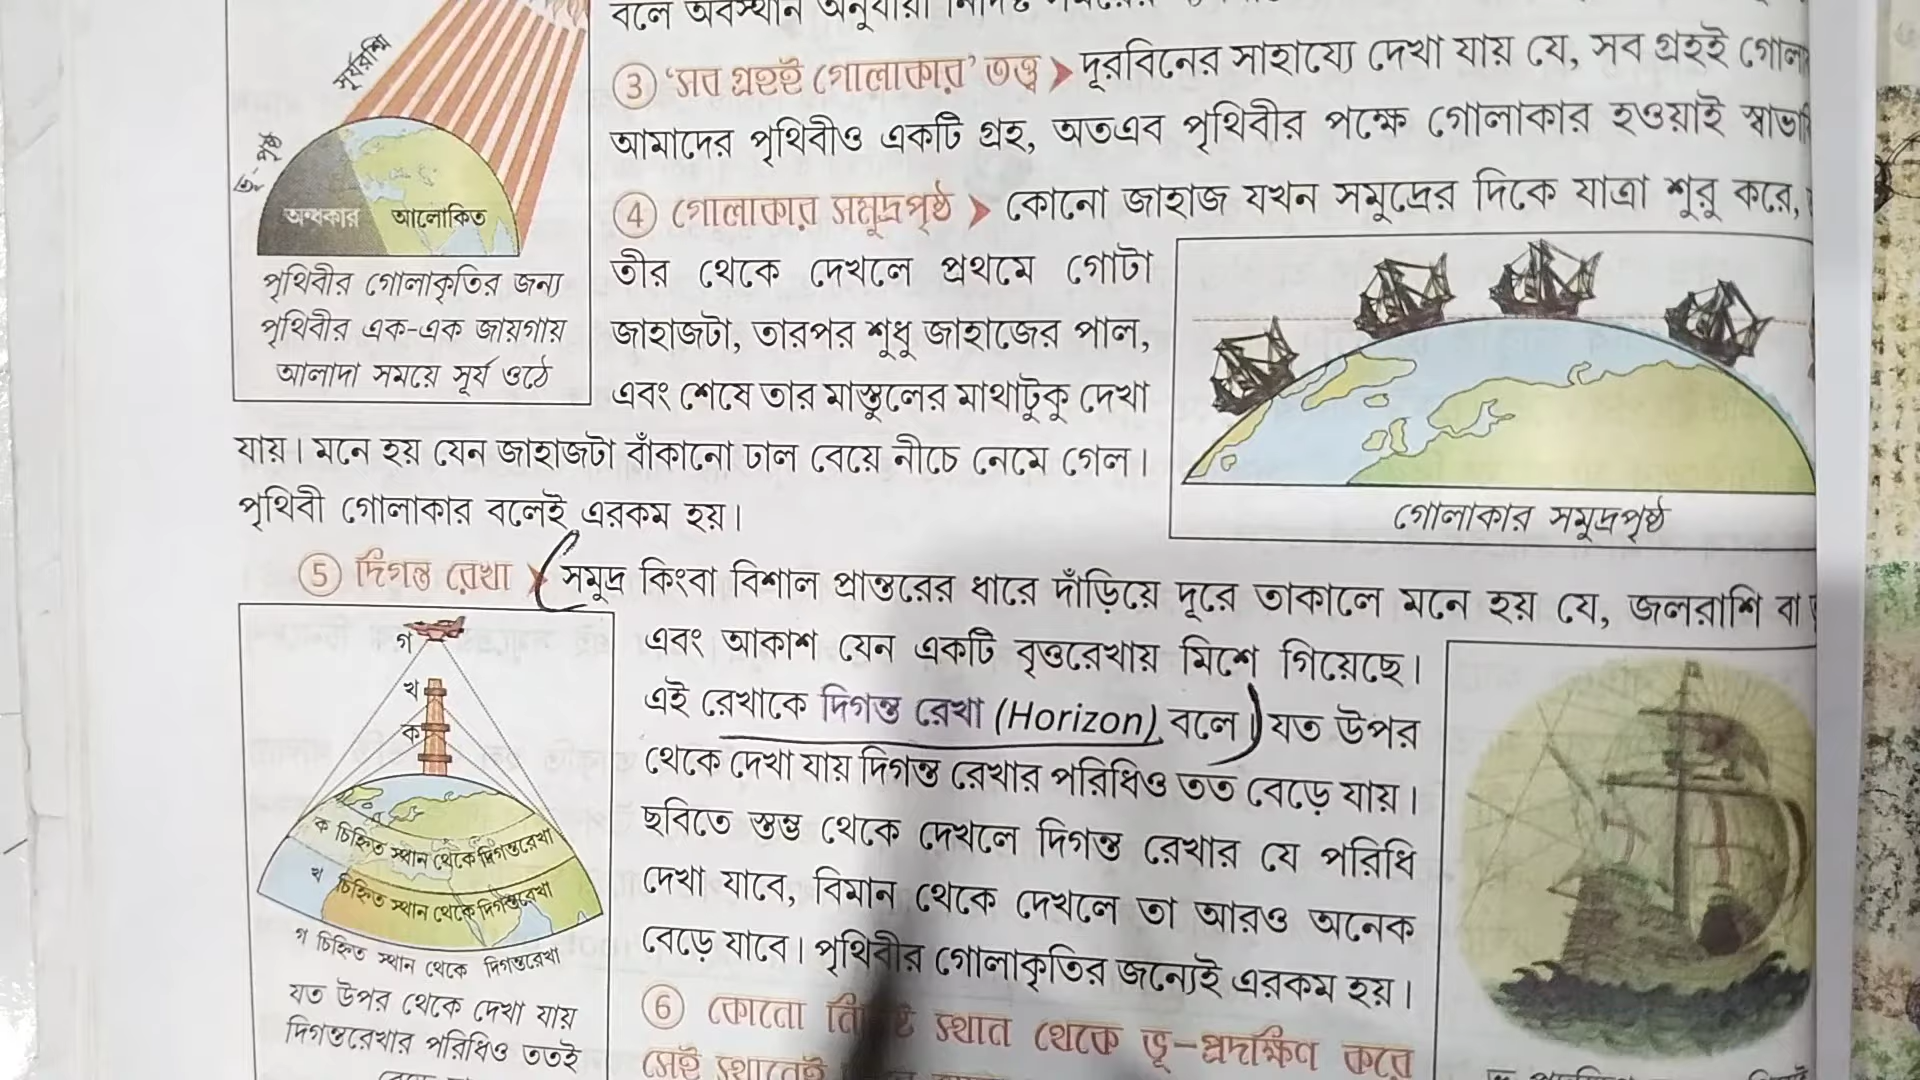 সূর্যরশ্মি
ভূ-পৃষ্ঠ
অন্ধকার আলোকিত
পৃথিবীর গোলাকৃতির জন্য
পৃথিবীর এক-এক জায়গায়
আলাদা সময়ে সূর্য ওঠে
বলে অবস্থান অনুযায়ী
③ ‘সব গ্রহই গোলাকার’ তত্ত্ব ➤ দূরবিনের সাহায্যে দেখা যায় যে, সব গ্রহই
আমাদের পৃথিবীও একটি গ্রহ, অতএব পৃথিবীর পক্ষে গোলাকার হওয়াই
④ গোলাকার সমুদ্রপৃষ্ঠ ➤ কোনো জাহাজ যখন সমুদ্রের দিকে যাত্রা শুরু করে,
তীর থেকে দেখলে প্রথমে গোটা
জাহাজটা, তারপর শুধু জাহাজের পাল,
এবং শেষে তার মাস্তুলের মাথাটুকু দেখা
যায়। মনে হয় যেন জাহাজটা বাঁকানো ঢাল বেয়ে নীচে নেমে গেল।
পৃথিবী গোলাকার বলেই এরকম হয়।
গোলাকার সমুদ্রপৃষ্ঠ
⑤ দিগন্ত রেখা ➤ সমুদ্র কিংবা বিশাল প্রান্তরের ধারে দাঁড়িয়ে দূরে তাকালে মনে হয় যে, জলরাশি বা
এবং আকাশ যেন একটি বৃত্তরেখায় মিশে গিয়েছে।
এই রেখাকে দিগন্ত রেখা (Horizon) বলে। যত উপর
থেকে দেখা যায় দিগন্ত রেখার পরিধিও তত বেড়ে যায়।
ছবিতে স্তম্ভ থেকে দেখলে দিগন্ত রেখার যে পরিধি
দেখা যাবে, বিমান থেকে দেখলে তা আরও অনেক
বেড়ে যাবে। পৃথিবীর গোলাকৃতির জন্যেই এরকম হয়।
গ
খ
ক
ক চিহ্নিত স্থান থেকে দিগন্তরেখা
খ চিহ্নিত স্থান থেকে দিগন্তরেখা
গ চিহ্নিত স্থান থেকে দিগন্তরেখা
যত উপর থেকে দেখা যায়
দিগন্তরেখার পরিধিও ততই
⑥ কোনো স্থান থেকে ভূ-প্রদক্ষিণ করে
সেই স্থানেই